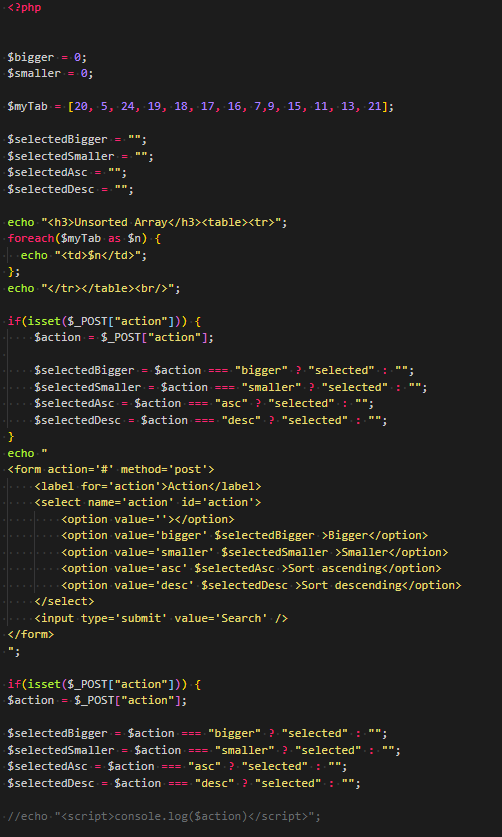 <?php
$bigger = 0;
$smaller = 0;
$myTab = [20, 5, 24, 19, 18, 17, 16, 7,9, 15, 11, 13, 21];
$selectedBigger = "";
$selectedSmaller = "";
$selectedAsc = "";
$selectedDesc = "";
echo "<h3>Unsorted Array</h3><table><tr>";
foreach($myTab as $n) {
echo "<td>$n</td>";
};
echo "</tr></table><br/>";
if(isset($_POST["action"])) {
$action = $_POST["action"];
$selectedBigger = $action === "bigger" ? "selected" : "";
$selectedSmaller = $action === "smaller" ? "selected" : "";
$selectedAsc = $action === "asc" ? "selected" : "";
$selectedDesc = $action === "desc" ? "selected" : "";
}
echo "
<form action='#' method='post'>
<label for='action'>Action</label>
<select name='action' id='action'>
<option value=''></option>
<option value='bigger' $selectedBigger >Bigger</option>
<option value='smaller' $selectedSmaller >Smaller</option>
<option value='asc' $selectedAsc >Sort ascending</option>
<option value='desc' $selectedDesc >Sort descending</option>
</select>
<input type='submit' value='Search' />
</form>
";
if(isset($_POST["action"])) {
$action = $_POST["action"];
$selectedBigger = $action === "bigger" ? "selected" : "";
$selectedSmaller = $action === "smaller" ? "selected" : "";
$selectedAsc = $action === "asc" ? "selected" : "";
$selectedDesc = $action === "desc" ? "selected" : "";
//echo "<script>console.log($action)</script>";